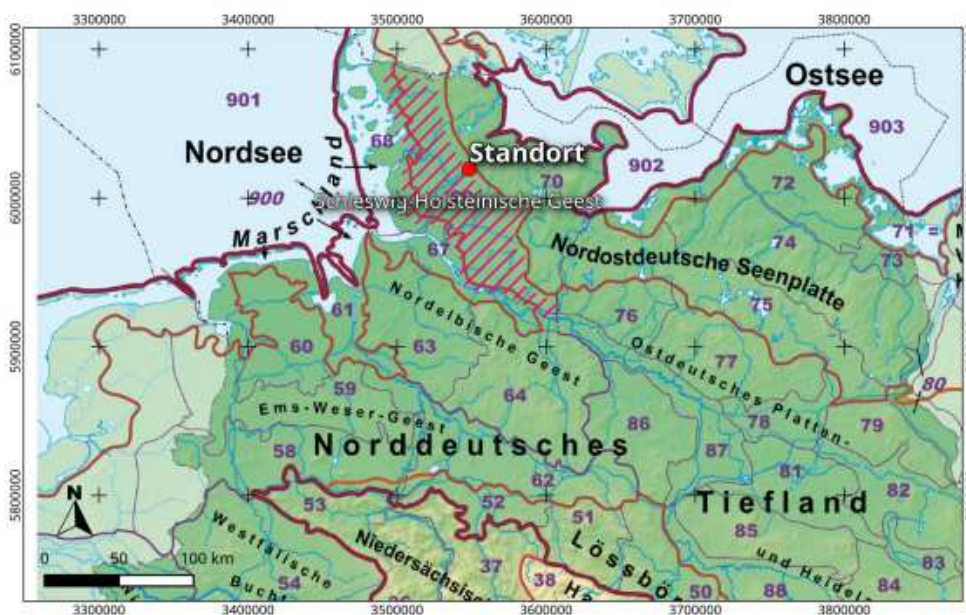 3300000 3400000 3500000 3600000 3700000 3800000
6100000
Ostsee
901
903
Nordsee
68
Standort
902
70
72
6000000
900
Schleswig-Holsteinische Geest
71 =
Marschland
67
74
73
Nordostdeutsche Seenplatte
61
75
76
Nordelbische Geest
5900000
60
63
77
Ostdeutsches Platten-
80
59
64
Ems-Weser-Geest
86
78
79
58
Norddeutsches
87
62
81
82
5800000
N
53
52
51
Tiefland
85
Westfälische
Niedersächsisc
Lössbör
und Heidel
83
0 50 100 km
37
Buch
54
38
Ha
50
88
84
3300000 3400000 3500000 3600000 3700000 3800000